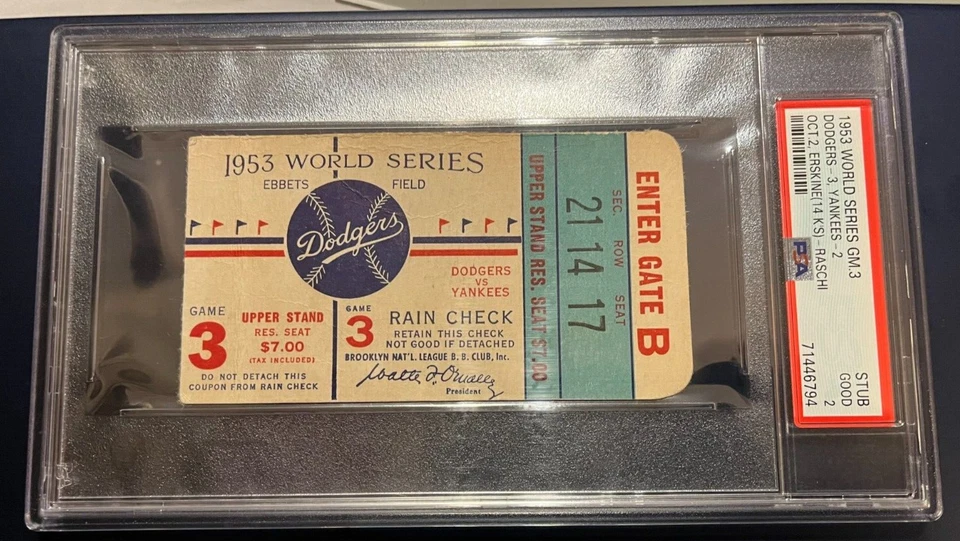 1953 WORLD SERIES
EBBETS FIELD
Dodgers
DODGERS
VS
YANKEES
GAME
3
UPPER STAND
RES. SEAT
$7.00
(TAX INCLUDED)
DO NOT DETACH THIS
COUPON FROM RAIN CHECK
GAME
3
RAIN CHECK
RETAIN THIS CHECK
NOT GOOD IF DETACHED
BROOKLYN NAT'L. LEAGUE B. B. CLUB, Inc.
Walter F. O'Malley
President
UPPER STAND RES. SEAT $7.00
SEC. ROW SEAT
21 14 17
ENTER GATE B
1953 WORLD SERIES GM.3
DODGERS - 3, YANKEES - 2
OCT.2, ERSKINE(14 K'S) - RASCHI
PSA
STUB
GOOD
2
71446794